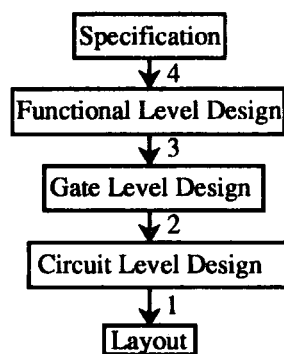 Specification
4
Functional Level Design
3
Gate Level Design
2
Circuit Level Design
1
Layout